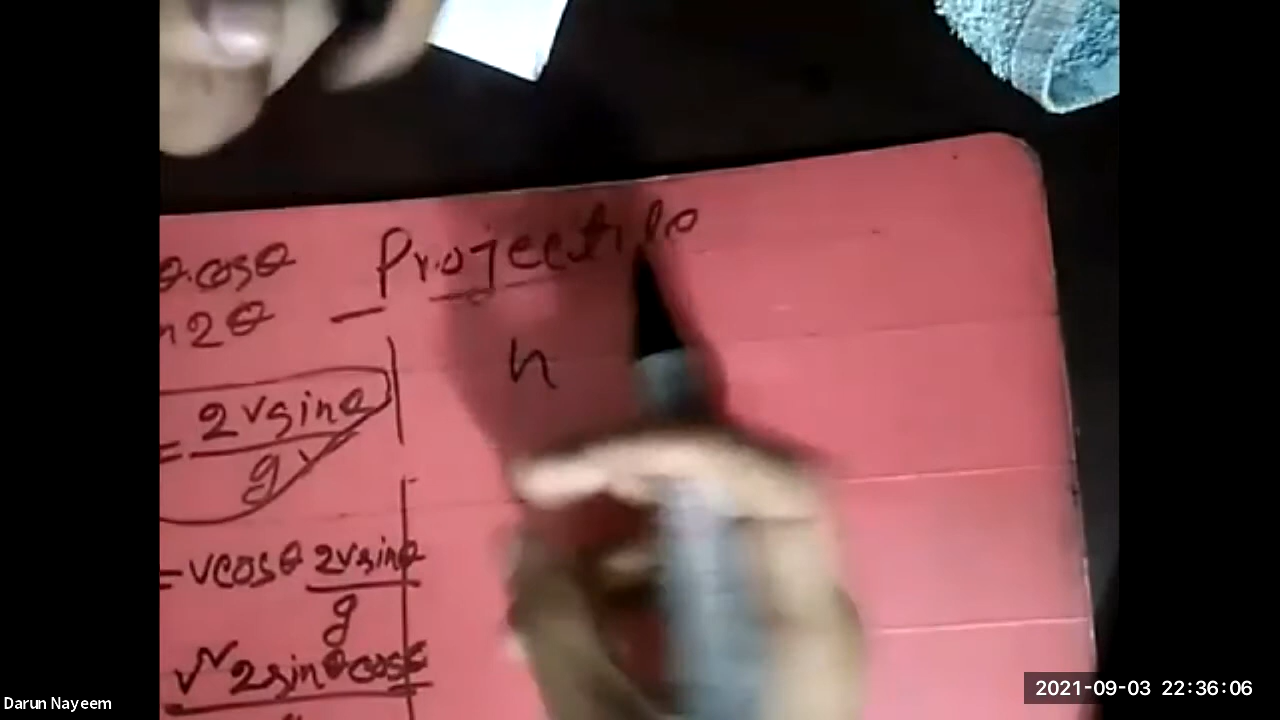 θ.cosθ
n2θ
- Projectile
h
= 2vsinθ
g
= vcosθ 2vsinθ
g
v² 2sinθcosθ
Darun Nayeem
2021-09-03 22:36:06